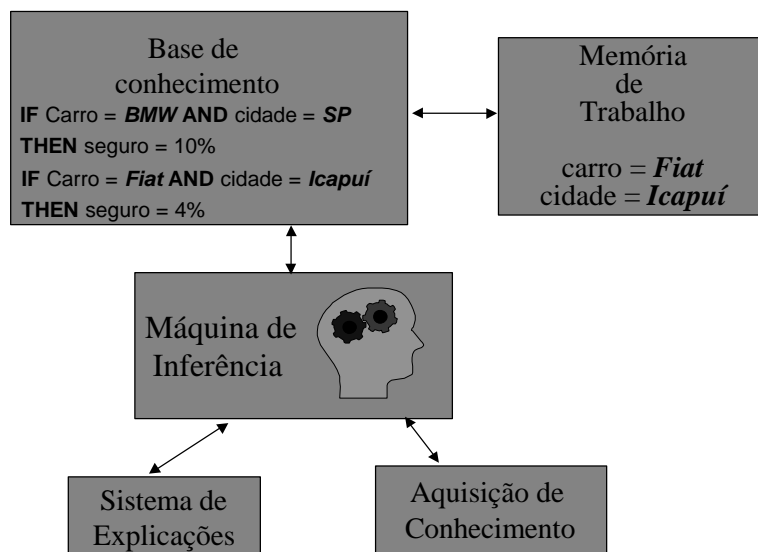 Base de
conhecimento
IF Carro = BMW AND cidade = SP
THEN seguro = 10%
IF Carro = Fiat AND cidade = Icapuí
THEN seguro = 4%
Memória
de
Trabalho
carro = Fiat
cidade = Icapuí
Máquina de
Inferência
Sistema de
Explicações
Aquisição de
Conhecimento